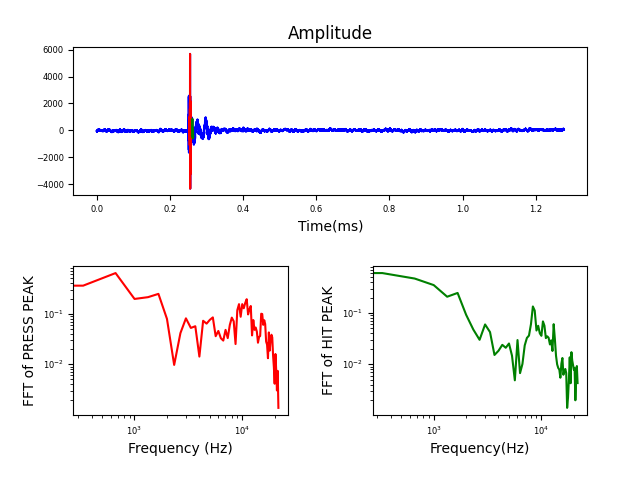 Amplitude
6000
4000
2000
0
−2000
−4000
0.0 0.2 0.4 0.6 0.8 1.0 1.2
Time(ms)
FFT of PRESS PEAK
10⁻¹
10⁻²
10³ 10⁴
Frequency (Hz)
FFT of HIT PEAK
10⁻¹
10⁻²
10³ 10⁴
Frequency(Hz)